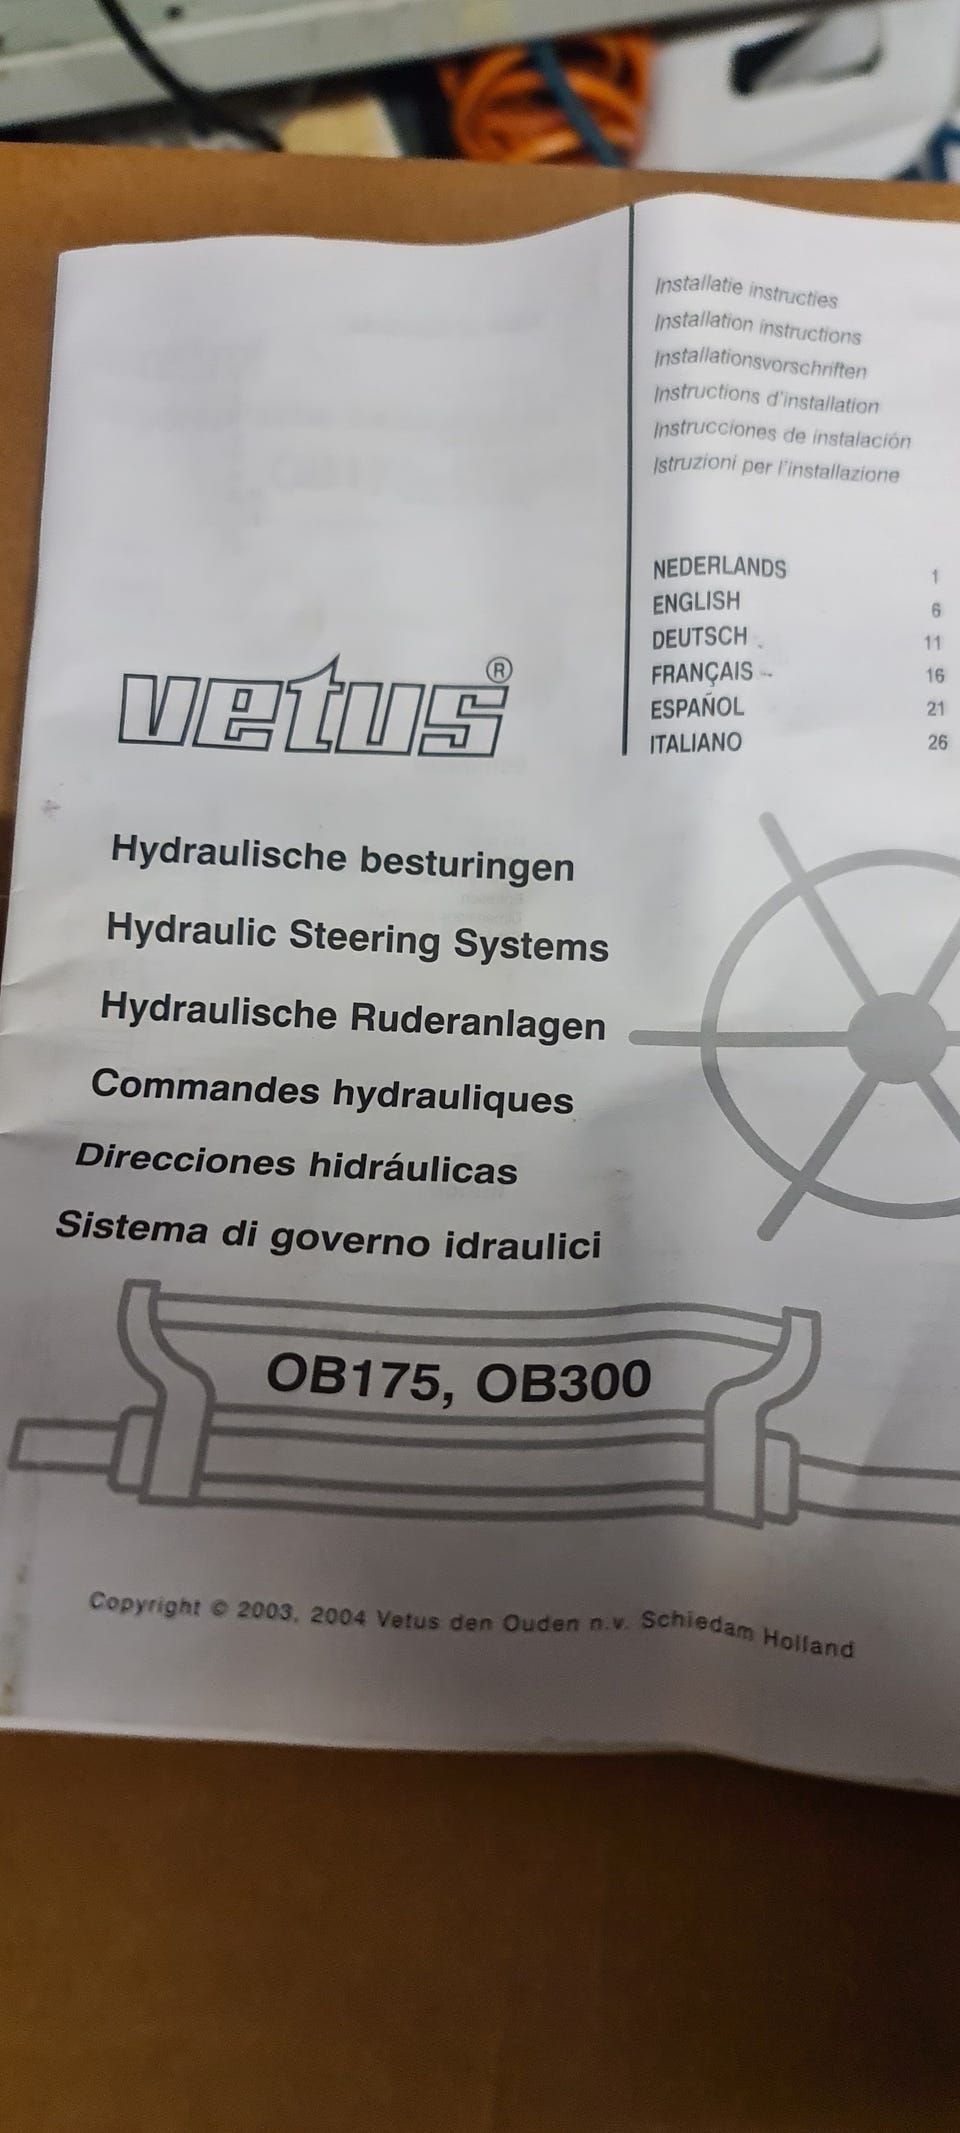 Installatie instructies
Installation instructions
Installationsvorschriften
Instructions d'installation
Instrucciones de instalación
Istruzioni per l'installazione
NEDERLANDS 1
ENGLISH 6
DEUTSCH 11
FRANÇAIS 16
ESPAÑOL 21
ITALIANO 26
vetus®
Hydraulische besturingen
Hydraulic Steering Systems
Hydraulische Ruderanlagen
Commandes hydrauliques
Direcciones hidráulicas
Sistema di governo idraulici
OB175, OB300
Copyright © 2003, 2004 Vetus den Ouden n.v. Schiedam Holland